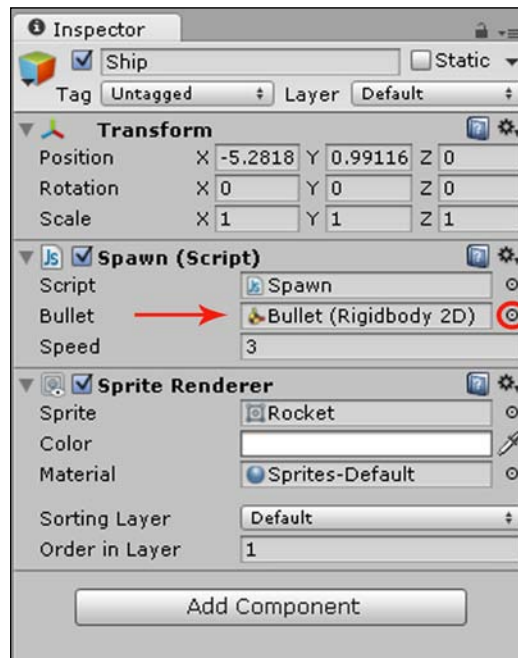 Inspector
Ship Static
Tag Untagged Layer Default
Transform
Position X -5.2818 Y 0.99116 Z 0
Rotation X 0 Y 0 Z 0
Scale X 1 Y 1 Z 1
Js Spawn (Script)
Script Spawn
Bullet Bullet (Rigidbody 2D)
Speed 3
Sprite Renderer
Sprite Rocket
Color
Material Sprites-Default
Sorting Layer Default
Order in Layer 1
Add Component